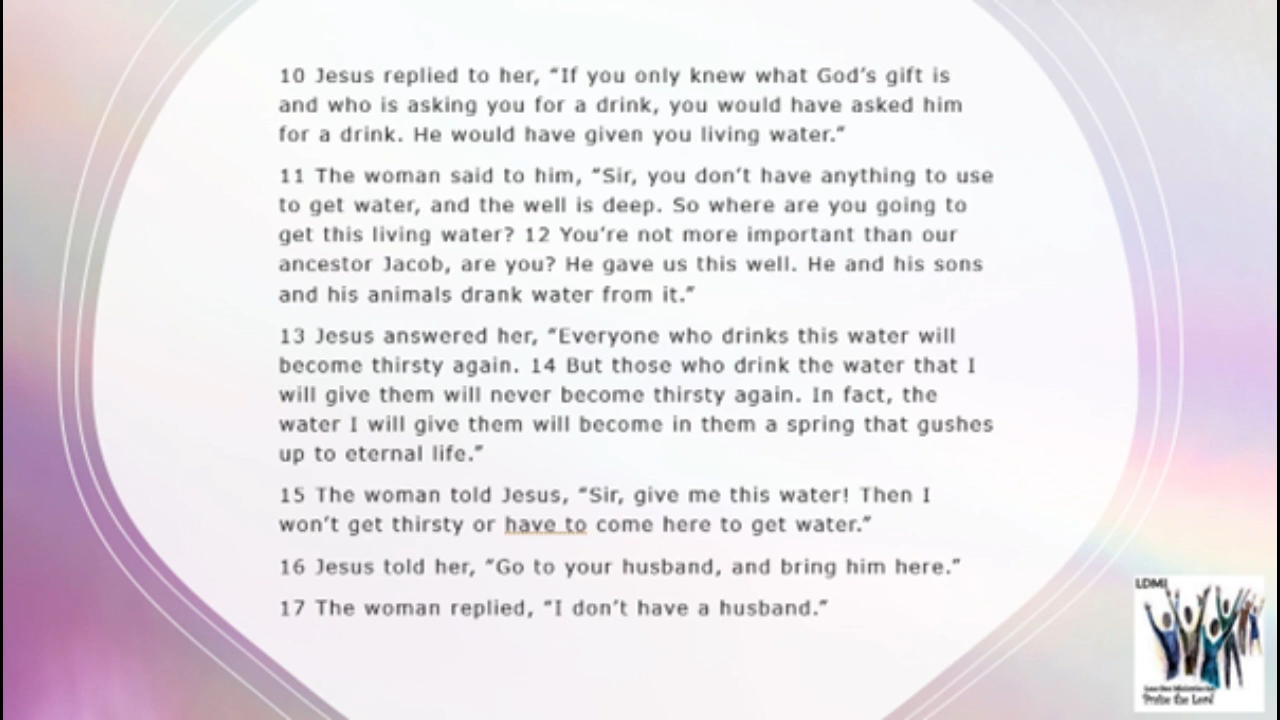 10 Jesus replied to her, “If you only knew what God’s gift is
and who is asking you for a drink, you would have asked him
for a drink. He would have given you living water.”
11 The woman said to him, “Sir, you don’t have anything to use
to get water, and the well is deep. So where are you going to
get this living water? 12 You’re not more important than our
ancestor Jacob, are you? He gave us this well. He and his sons
and his animals drank water from it.”
13 Jesus answered her, “Everyone who drinks this water will
become thirsty again. 14 But those who drink the water that I
will give them will never become thirsty again. In fact, the
water I will give them will become in them a spring that gushes
up to eternal life.”
15 The woman told Jesus, “Sir, give me this water! Then I
won’t get thirsty or have to come here to get water.”
16 Jesus told her, “Go to your husband, and bring him here.”
17 The woman replied, “I don’t have a husband.”
LDMI
Praise the Lord